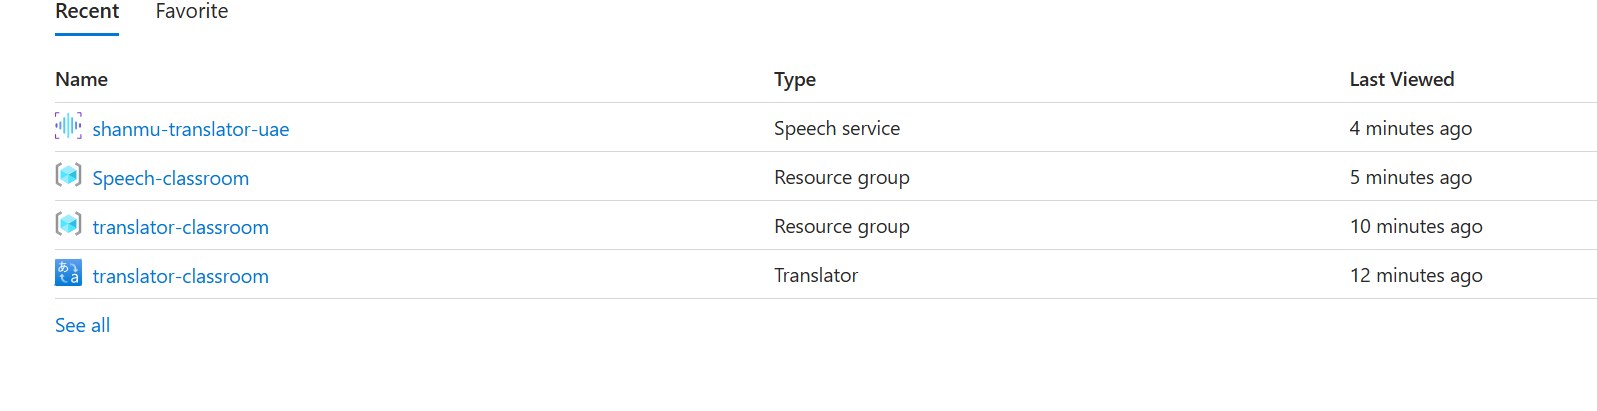 Recent Favorite
Name Type Last Viewed
shanmu-translator-uae Speech service 4 minutes ago
Speech-classroom Resource group 5 minutes ago
translator-classroom Resource group 10 minutes ago
translator-classroom Translator 12 minutes ago
See all